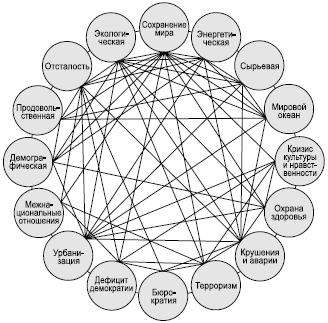 Сохранение
мира
Энергети-
ческая
Сырьевая
Мировой
океан
Кризис
культуры
и нравст-
венности
Охрана
здоровья
Крушения
и аварии
Терроризм
Бюро-
кратия
Дефицит
демократии
Урбани-
зация
Межна-
циональные
отношения
Демогра-
фическая
Продоволь-
ственная
Отсталость
Экологи-
ческая